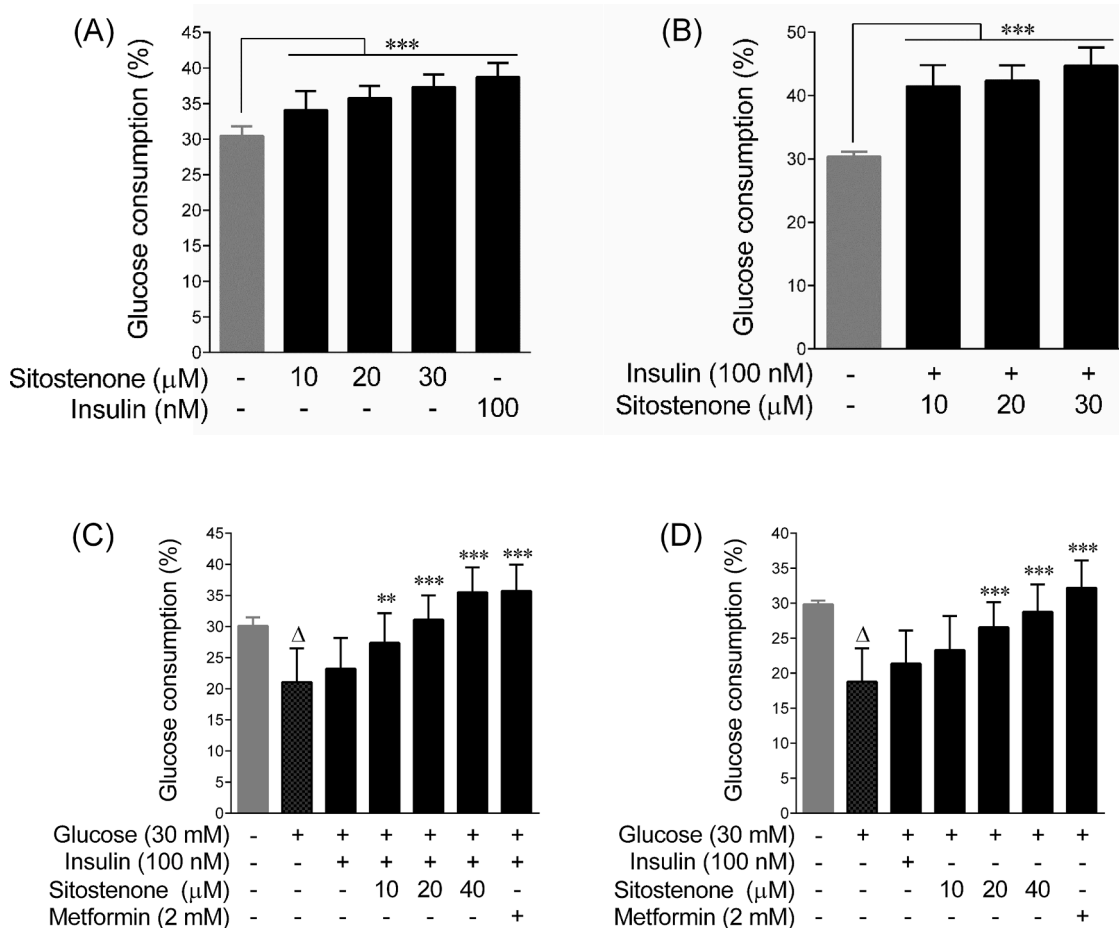 (A)
Glucose consumption (%)
***
45
40
35
30
25
20
15
10
5
0
Sitostenone (μM) - 10 20 30 -
Insulin (nM) - - - - 100
(B)
Glucose consumption (%)
***
50
40
30
20
10
0
Insulin (100 nM) - + + +
Sitostenone (μM) - 10 20 30
(C)
Glucose consumption (%)
45
40
35
30
25
20
15
10
5
0
Δ ** *** *** ***
Glucose (30 mM) - + + + + + +
Insulin (100 nM) - - + + + + +
Sitostenone (μM) - - - 10 20 40 -
Metformin (2 mM) - - - - - - +
(D)
Glucose consumption (%)
40
35
30
25
20
15
10
5
0
Δ *** *** ***
Glucose (30 mM) - + + + + + +
Insulin (100 nM) - - + - - - -
Sitostenone (μM) - - - 10 20 40 -
Metformin (2 mM) - - - - - - +